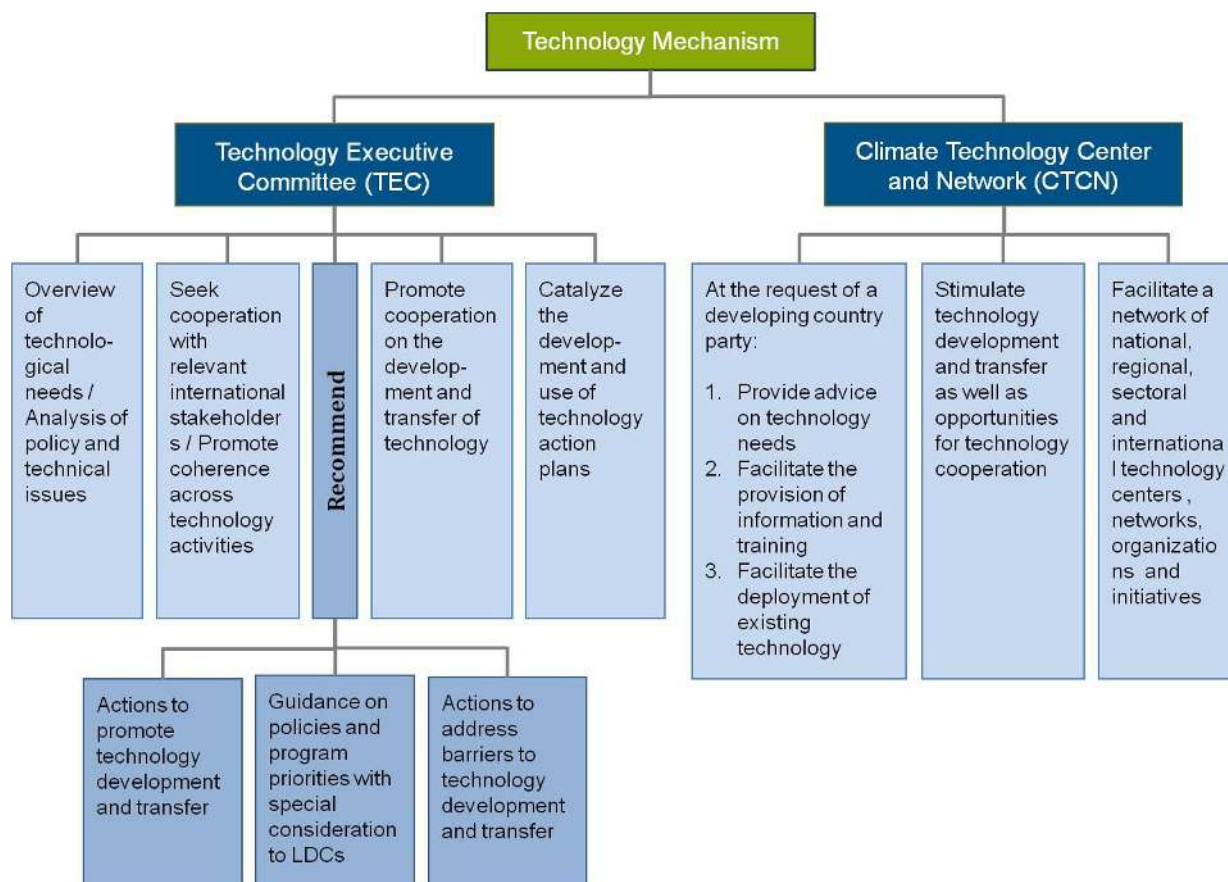 Technology Mechanism
Technology Executive
Committee (TEC)
Climate Technology Center
and Network (CTCN)
Overview
of
technolo-
gical
needs /
Analysis of
policy and
technical
issues
Seek
cooperation
with
relevant
international
stakeholder
s / Promote
coherence
across
technology
activities
Recommend
Promote
cooperation
on the
develop-
ment and
transfer of
technology
Catalyze
the
develop-
ment and
use of
technology
action
plans
At the request of a
developing country
party:
1. Provide advice
on technology
needs
2. Facilitate the
provision of
information and
training
3. Facilitate the
deployment of
existing
technology
Stimulate
technology
development
and transfer
as well as
opportunities
for technology
cooperation
Facilitate a
network of
national,
regional,
sectoral
and
internationa
l technology
centers ,
networks,
organizatio
ns and
initiatives
Actions to
promote
technology
development
and transfer
Guidance on
policies and
program
priorities with
special
consideration
to LDCs
Actions to
address
barriers to
technology
development
and transfer